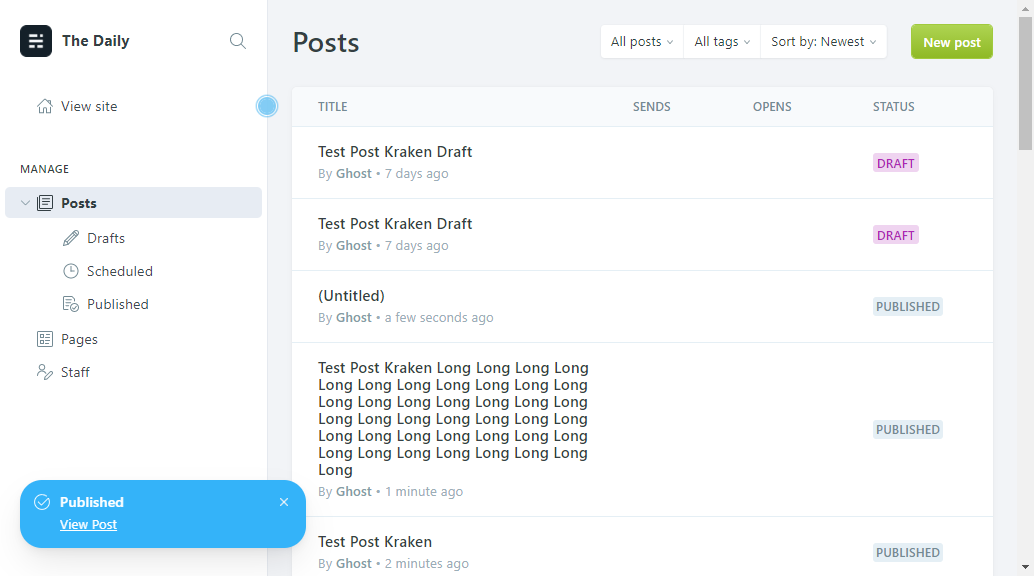 The Daily
View site
MANAGE
Posts
Drafts
Scheduled
Published
Pages
Staff
Published
View Post
Posts
All posts
All tags
Sort by: Newest
New post
TITLE SENDS OPENS STATUS
Test Post Kraken Draft
By Ghost • 7 days ago
DRAFT
Test Post Kraken Draft
By Ghost • 7 days ago
DRAFT
(Untitled)
By Ghost • a few seconds ago
PUBLISHED
Test Post Kraken Long Long Long Long
Long Long Long Long Long Long Long
Long Long Long Long Long Long Long
Long Long Long Long Long Long Long
Long Long Long Long Long Long Long
Long Long Long Long Long Long Long
Long
By Ghost • 1 minute ago
PUBLISHED
Test Post Kraken
By Ghost • 2 minutes ago
PUBLISHED